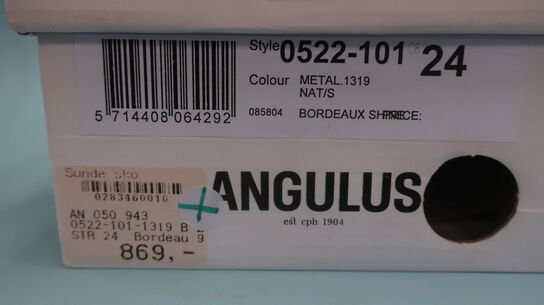 Style 0522-101 24
Colour METAL.1319
NAT/S
085804 BORDEAUX
5 714408 064292
Sunde sko
0283460010
AN 050 943
0522-101-1319 B
STR 24 Bordeau 9
869,-
ANGULUS
est cph 1904